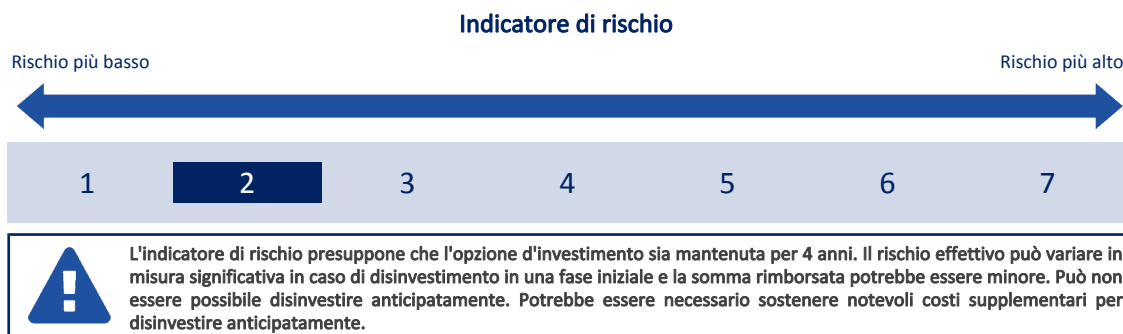 Indicatore di rischio
Rischio più basso
Rischio più alto
1 2 3 4 5 6 7
L'indicatore di rischio presuppone che l'opzione d'investimento sia mantenuta per 4 anni. Il rischio effettivo può variare in
misura significativa in caso di disinvestimento in una fase iniziale e la somma rimborsata potrebbe essere minore. Può non
essere possibile disinvestire anticipatamente. Potrebbe essere necessario sostenere notevoli costi supplementari per
disinvestire anticipatamente.